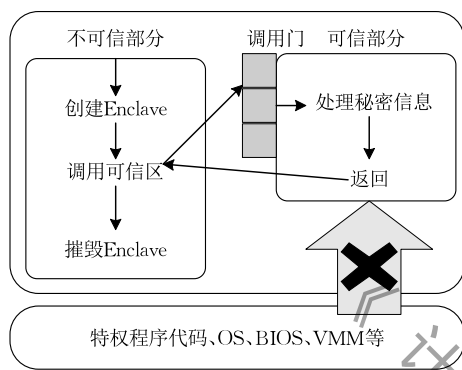 不可信部分
调用门
可信部分
创建Enclave
调用可信区
摧毁Enclave
处理秘密信息
返回
特权程序代码、OS、BIOS、VMM等